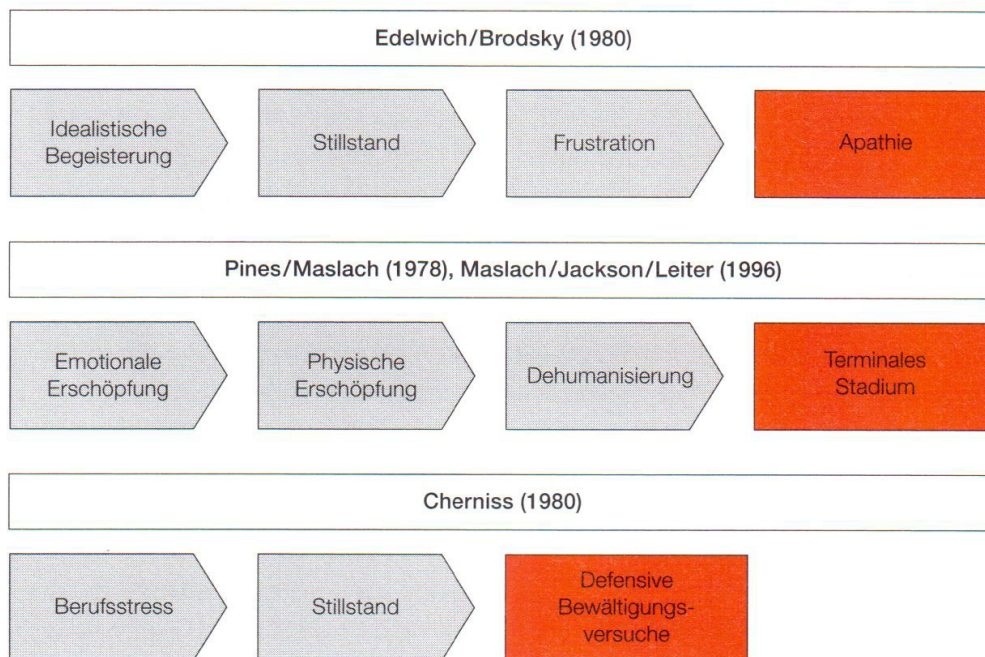 Edelwich/Brodsky (1980)
Idealistische
Begeisterung
Stillstand
Frustration
Apathie
Pines/Maslach (1978), Maslach/Jackson/Leiter (1996)
Emotionale
Erschöpfung
Physische
Erschöpfung
Dehumanisierung
Terminales
Stadium
Cherniss (1980)
Berufsstress
Stillstand
Defensive
Bewältigungs-
versuche